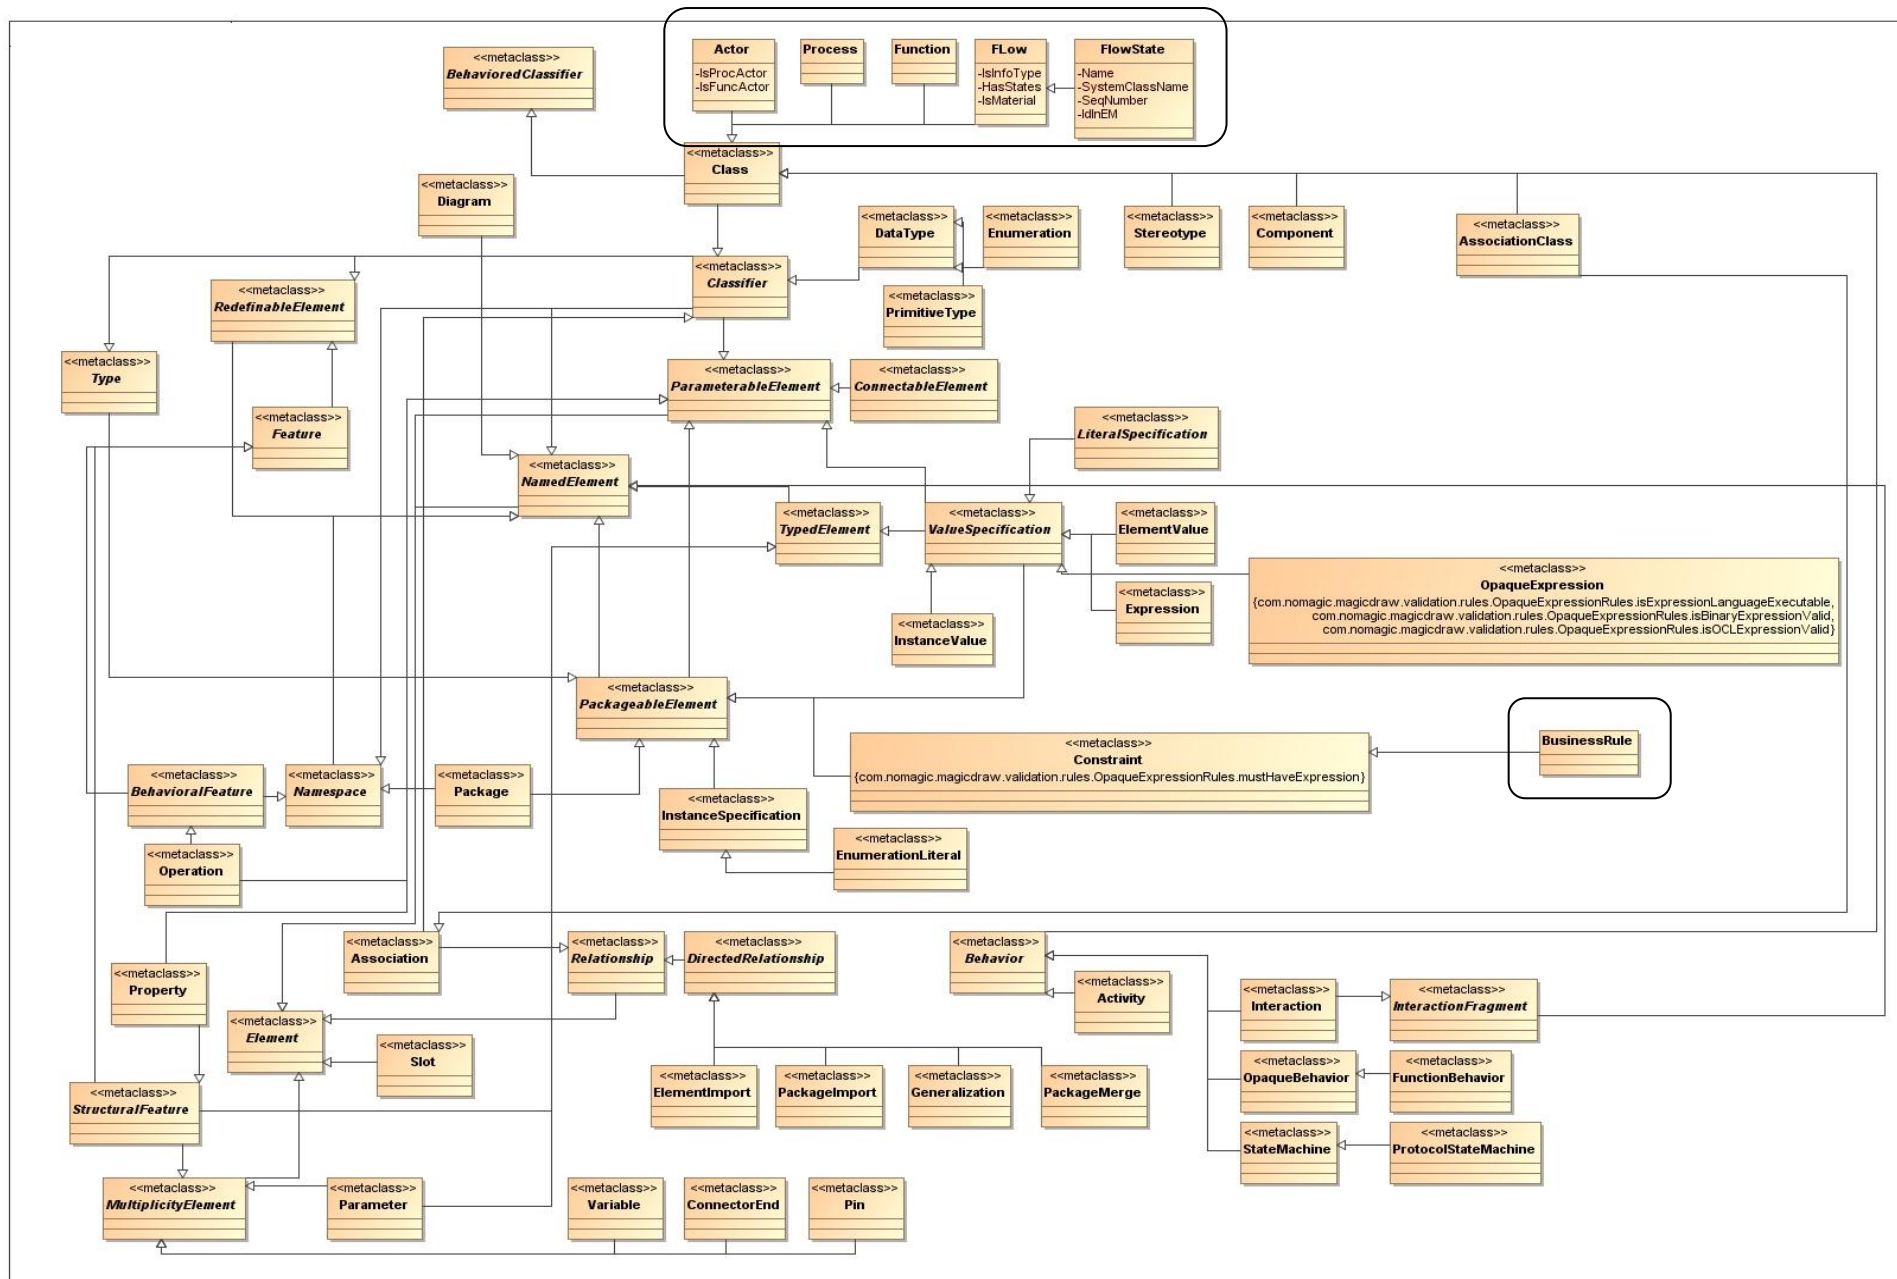 Actor
-IsProcActor
-IsFuncActor
Process
Function
FLow
-IsInfoType
-HasStates
-IsMaterial
FlowState
-Name
-SystemClassName
-SeqNumber
-IdInEM
<<metaclass>>
BehavioredClassifier
<<metaclass>>
Class
<<metaclass>>
Diagram
<<metaclass>>
DataType
<<metaclass>>
Enumeration
<<metaclass>>
Stereotype
<<metaclass>>
Component
<<metaclass>>
AssociationClass
<<metaclass>>
Classifier
<<metaclass>>
RedefinableElement
<<metaclass>>
PrimitiveType
<<metaclass>>
Type
<<metaclass>>
ParameterableElement
<<metaclass>>
ConnectableElement
<<metaclass>>
Feature
<<metaclass>>
LiteralSpecification
<<metaclass>>
NamedElement
<<metaclass>>
TypedElement
<<metaclass>>
ValueSpecification
<<metaclass>>
ElementValue
<<metaclass>>
OpaqueExpression
{com.nomagic.magicdraw.validation.rules.OpaqueExpressionRules.isExpressionLanguageExecutable,
com.nomagic.magicdraw.validation.rules.OpaqueExpressionRules.isBinaryExpressionValid,
com.nomagic.magicdraw.validation.rules.OpaqueExpressionRules.isOCLExpressionValid}
<<metaclass>>
Expression
<<metaclass>>
InstanceValue
<<metaclass>>
PackageableElement
<<metaclass>>
Constraint
{com.nomagic.magicdraw.validation.rules.OpaqueExpressionRules.mustHaveExpression}
BusinessRule
<<metaclass>>
BehavioralFeature
<<metaclass>>
Namespace
<<metaclass>>
Package
<<metaclass>>
InstanceSpecification
<<metaclass>>
EnumerationLiteral
<<metaclass>>
Operation
<<metaclass>>
Association
<<metaclass>>
Relationship
<<metaclass>>
DirectedRelationship
<<metaclass>>
Behavior
<<metaclass>>
Property
<<metaclass>>
Activity
<<metaclass>>
Interaction
<<metaclass>>
InteractionFragment
<<metaclass>>
Element
<<metaclass>>
Slot
<<metaclass>>
ElementImport
<<metaclass>>
PackageImport
<<metaclass>>
Generalization
<<metaclass>>
PackageMerge
<<metaclass>>
OpaqueBehavior
<<metaclass>>
FunctionBehavior
<<metaclass>>
StructuralFeature
<<metaclass>>
StateMachine
<<metaclass>>
ProtocolStateMachine
<<metaclass>>
MultiplicityElement
<<metaclass>>
Parameter
<<metaclass>>
Variable
<<metaclass>>
ConnectorEnd
<<metaclass>>
Pin